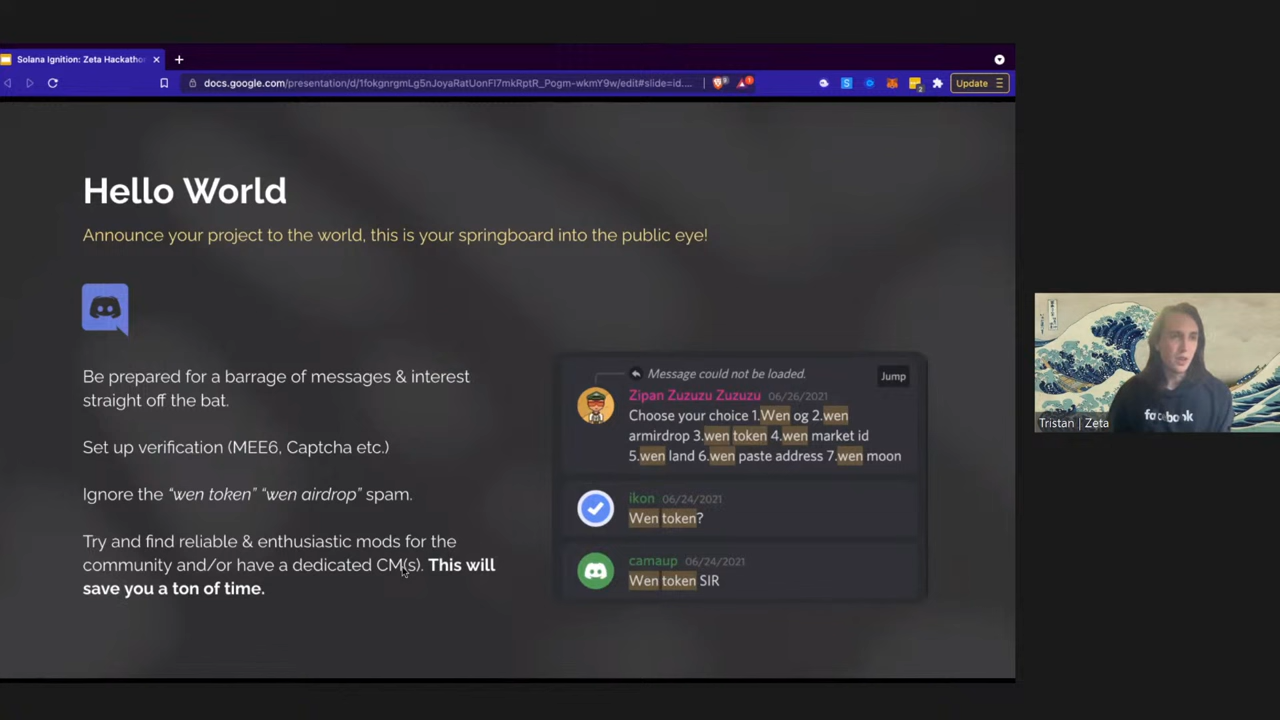 Solana Ignition: Zeta Hackathon
docs.google.com/presentation/d/1fokgnrgmLg5nJoyaRatUonFI7mkRptR_Pogm-wkmY9w/edit#slide=id....
Update
Hello World
Announce your project to the world, this is your springboard into the public eye!
Be prepared for a barrage of messages & interest
straight off the bat.
Set up verification (MEE6, Captcha etc.)
Ignore the “wen token” “wen airdrop” spam.
Try and find reliable & enthusiastic mods for the
community and/or have a dedicated CM(s). This will
save you a ton of time.
Message could not be loaded.
Jump
Zipan Zuzuzu Zuzuzu 06/26/2021
Choose your choice 1.Wen og 2.wen
armirdrop 3.wen token 4.wen market id
5.wen land 6.wen paste address 7.wen moon
ikon 06/24/2021
Wen token?
camaup 06/24/2021
Wen token SIR
Tristan | Zeta